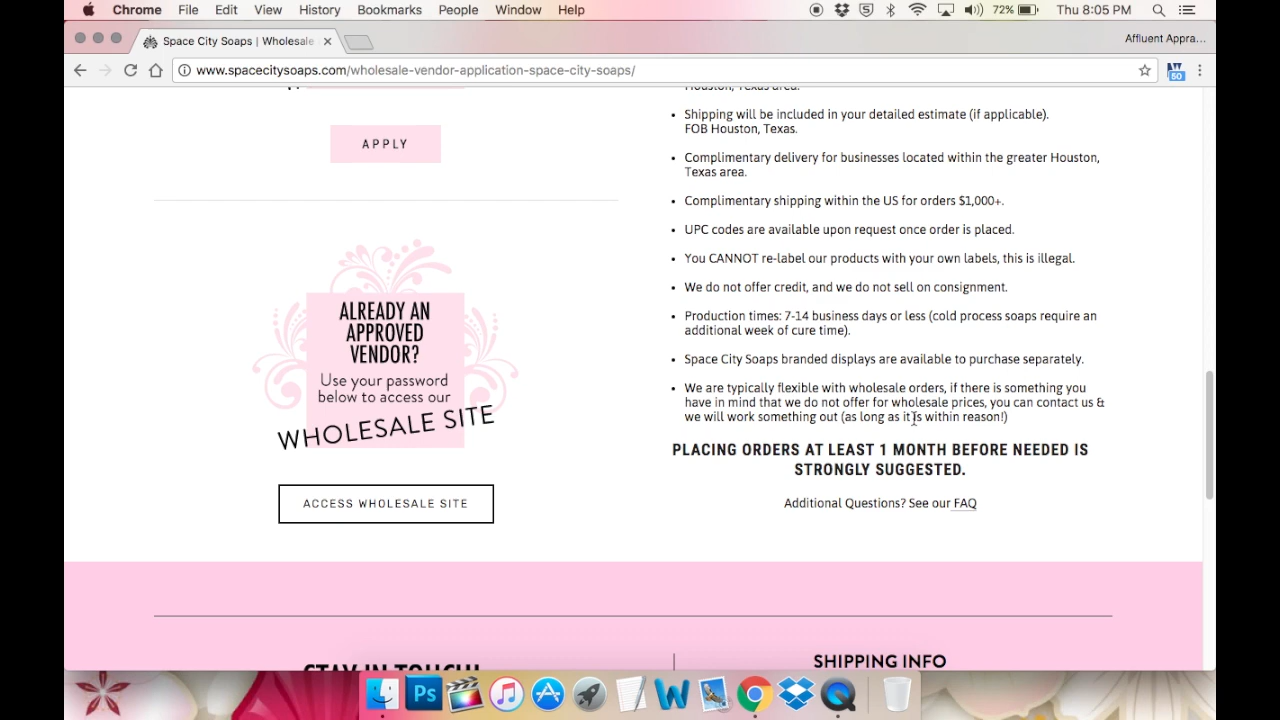 Chrome File Edit View History Bookmarks People Window Help 72% Thu 8:05 PM
Space City Soaps | Wholesale
Affluent Appra...
www.spacecitysoaps.com/wholesale-vendor-application-space-city-soaps/
50
Houston, Texas area.
APPLY
• Shipping will be included in your detailed estimate (if applicable).
FOB Houston, Texas.
• Complimentary delivery for businesses located within the greater Houston,
Texas area.
• Complimentary shipping within the US for orders $1,000+.
• UPC codes are available upon request once order is placed.
• You CANNOT re-label our products with your own labels, this is illegal.
• We do not offer credit, and we do not sell on consignment.
• Production times: 7-14 business days or less (cold process soaps require an
additional week of cure time).
• Space City Soaps branded displays are available to purchase separately.
• We are typically flexible with wholesale orders, if there is something you
have in mind that we do not offer for wholesale prices, you can contact us &
we will work something out (as long as it is within reason!)
PLACING ORDERS AT LEAST 1 MONTH BEFORE NEEDED IS
STRONGLY SUGGESTED.
Additional Questions? See our FAQ
ALREADY AN
APPROVED
VENDOR?
Use your password
below to access our
WHOLESALE SITE
ACCESS WHOLESALE SITE
STAY IN TOUCH!
SHIPPING INFO
Ps
W